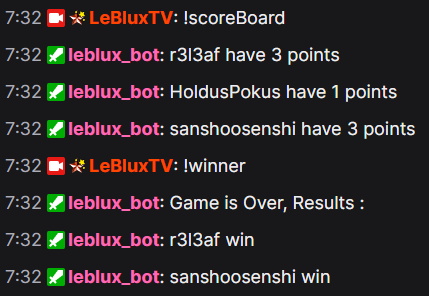 7:32 LeBluxTV: !scoreBoard
7:32 leblux_bot: r3l3af have 3 points
7:32 leblux_bot: HoldusPokus have 1 points
7:32 leblux_bot: sanshoosenshi have 3 points
7:32 LeBluxTV: !winner
7:32 leblux_bot: Game is Over, Results :
7:32 leblux_bot: r3l3af win
7:32 leblux_bot: sanshoosenshi win